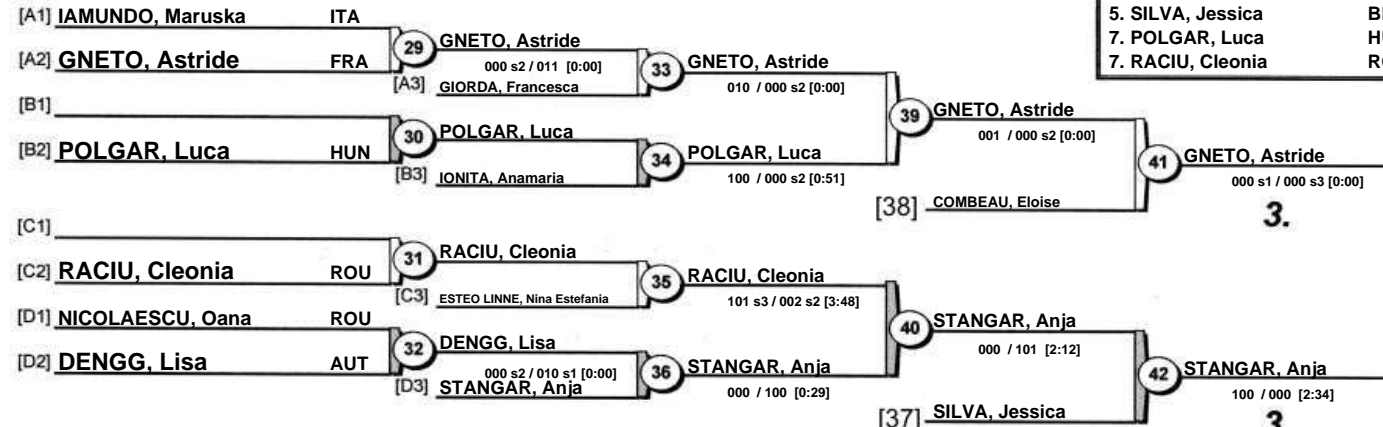 [A1] IAMUNDO, Maruska ITA
[A2] GNETO, Astride FRA
29
GNETO, Astride
000 s2 / 011 [0:00]
[A3] GIORDA, Francesca
33
GNETO, Astride
010 / 000 s2 [0:00]
[B1]
[B2] POLGAR, Luca HUN
30
POLGAR, Luca
[B3] IONITA, Anamaria
34
POLGAR, Luca
100 / 000 s2 [0:51]
39
GNETO, Astride
001 / 000 s2 [0:00]
[38] COMBEAU, Eloise
41
GNETO, Astride
000 s1 / 000 s3 [0:00]
3.
[C1]
[C2] RACIU, Cleonia ROU
31
RACIU, Cleonia
[C3] ESTEO LINNE, Nina Estefania
35
RACIU, Cleonia
101 s3 / 002 s2 [3:48]
[D1] NICOLAESCU, Oana ROU
[D2] DENGG, Lisa AUT
32
DENGG, Lisa
000 s2 / 010 s1 [0:00]
[D3] STANGAR, Anja
36
STANGAR, Anja
000 / 100 [0:29]
40
STANGAR, Anja
000 / 101 [2:12]
[37] SILVA, Jessica
42
STANGAR, Anja
100 / 000 [2:34]
3.
5. SILVA, Jessica
7. POLGAR, Luca
7. RACIU, Cleonia